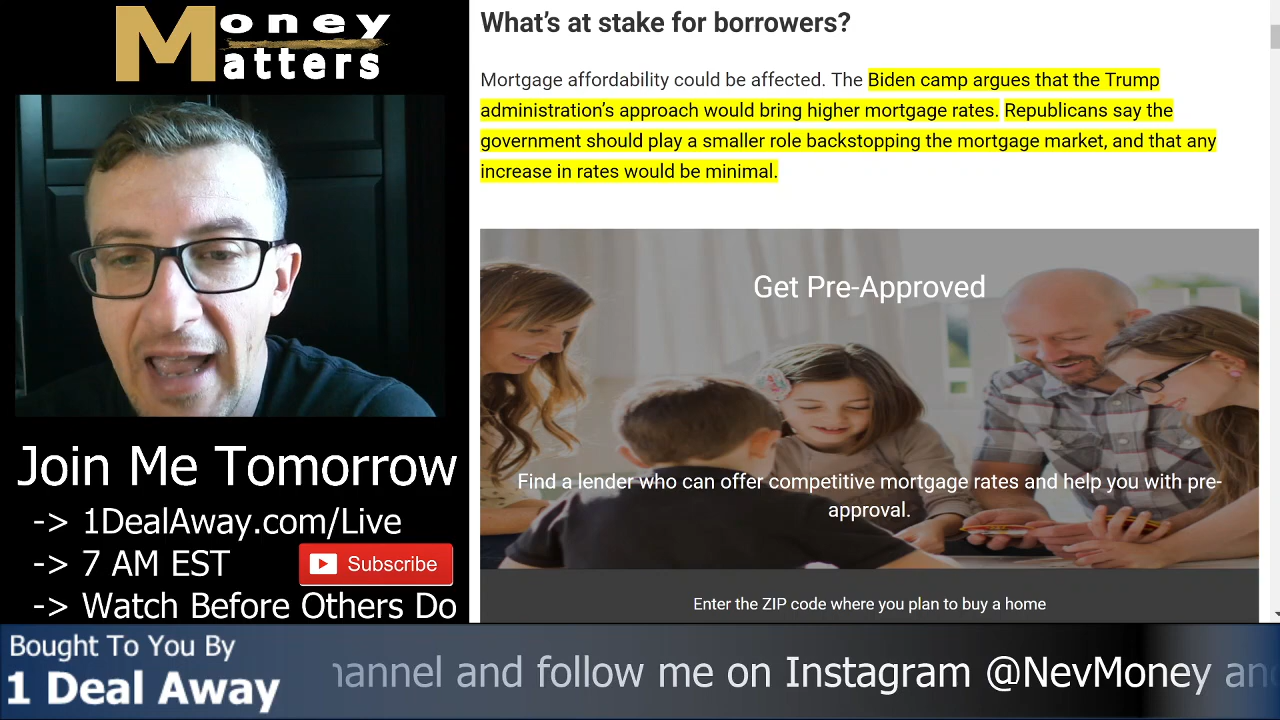 Money
Matters
Join Me Tomorrow
-> 1DealAway.com/Live
-> 7 AM EST
Subscribe
-> Watch Before Others Do
What's at stake for borrowers?
Mortgage affordability could be affected. The Biden camp argues that the Trump
administration's approach would bring higher mortgage rates. Republicans say the
government should play a smaller role backstopping the mortgage market, and that any
increase in rates would be minimal.
Get Pre-Approved
Find a lender who can offer competitive mortgage rates and help you with pre-
approval.
Enter the ZIP code where you plan to buy a home
Bought To You By
1 Deal Away
hannel and follow me on Instagram @NevMoney and